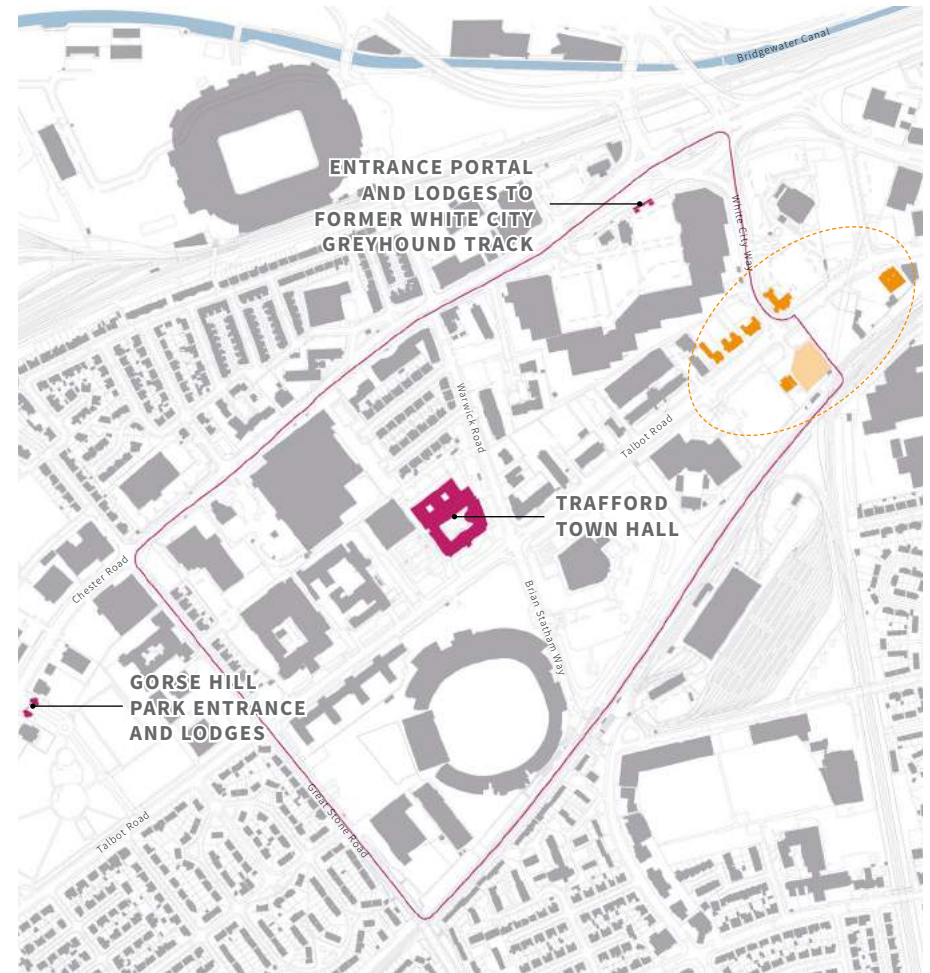 Bridgewater Canal
ENTRANCE PORTAL
AND LODGES TO
FORMER WHITE CITY
GREYHOUND TRACK
White City Way
Warwick Road
Talbot Road
TRAFFORD
TOWN HALL
Chester Road
Brian Statham Way
GORSE HILL
PARK ENTRANCE
AND LODGES
Great Stone Road
Talbot Road